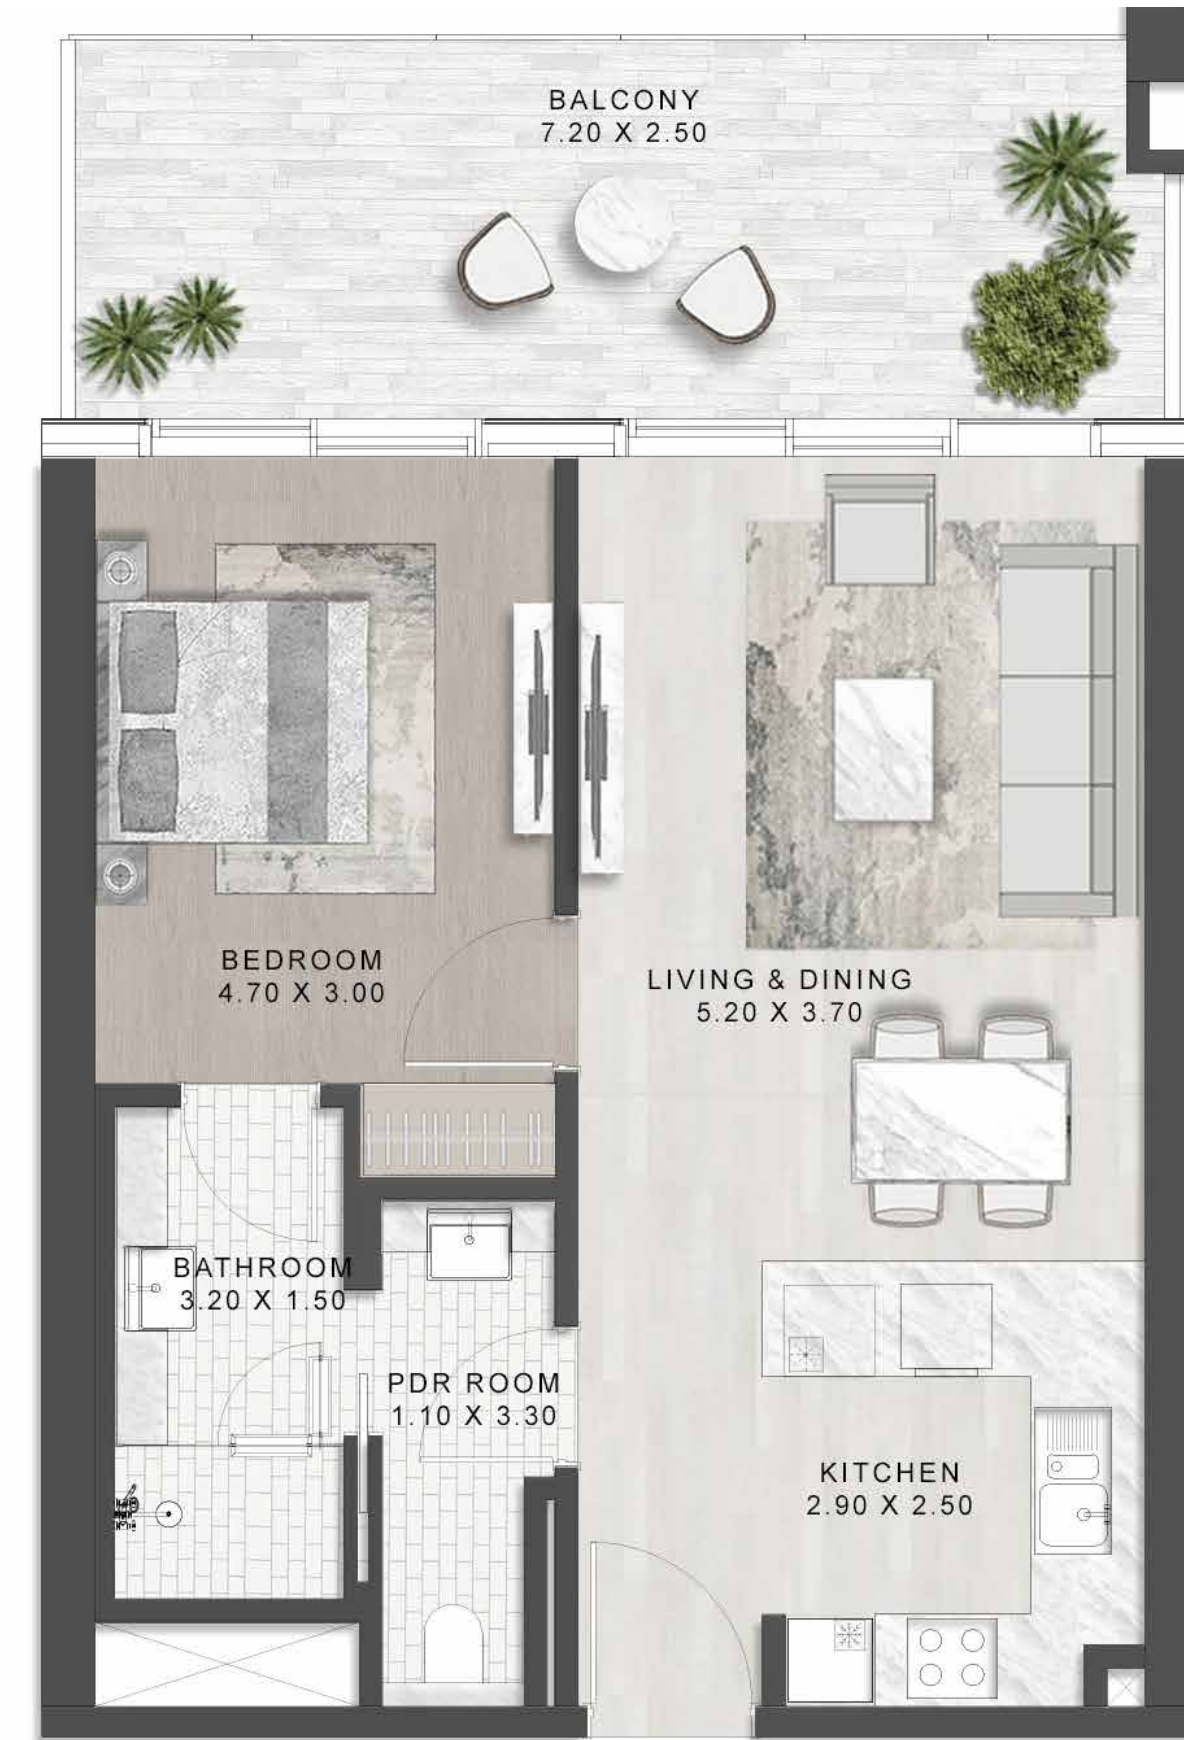 BALCONY
7.20 X 2.50
BEDROOM
4.70 X 3.00
LIVING & DINING
5.20 X 3.70
BATHROOM
3.20 X 1.50
PDR ROOM
1.10 X 3.30
KITCHEN
2.90 X 2.50